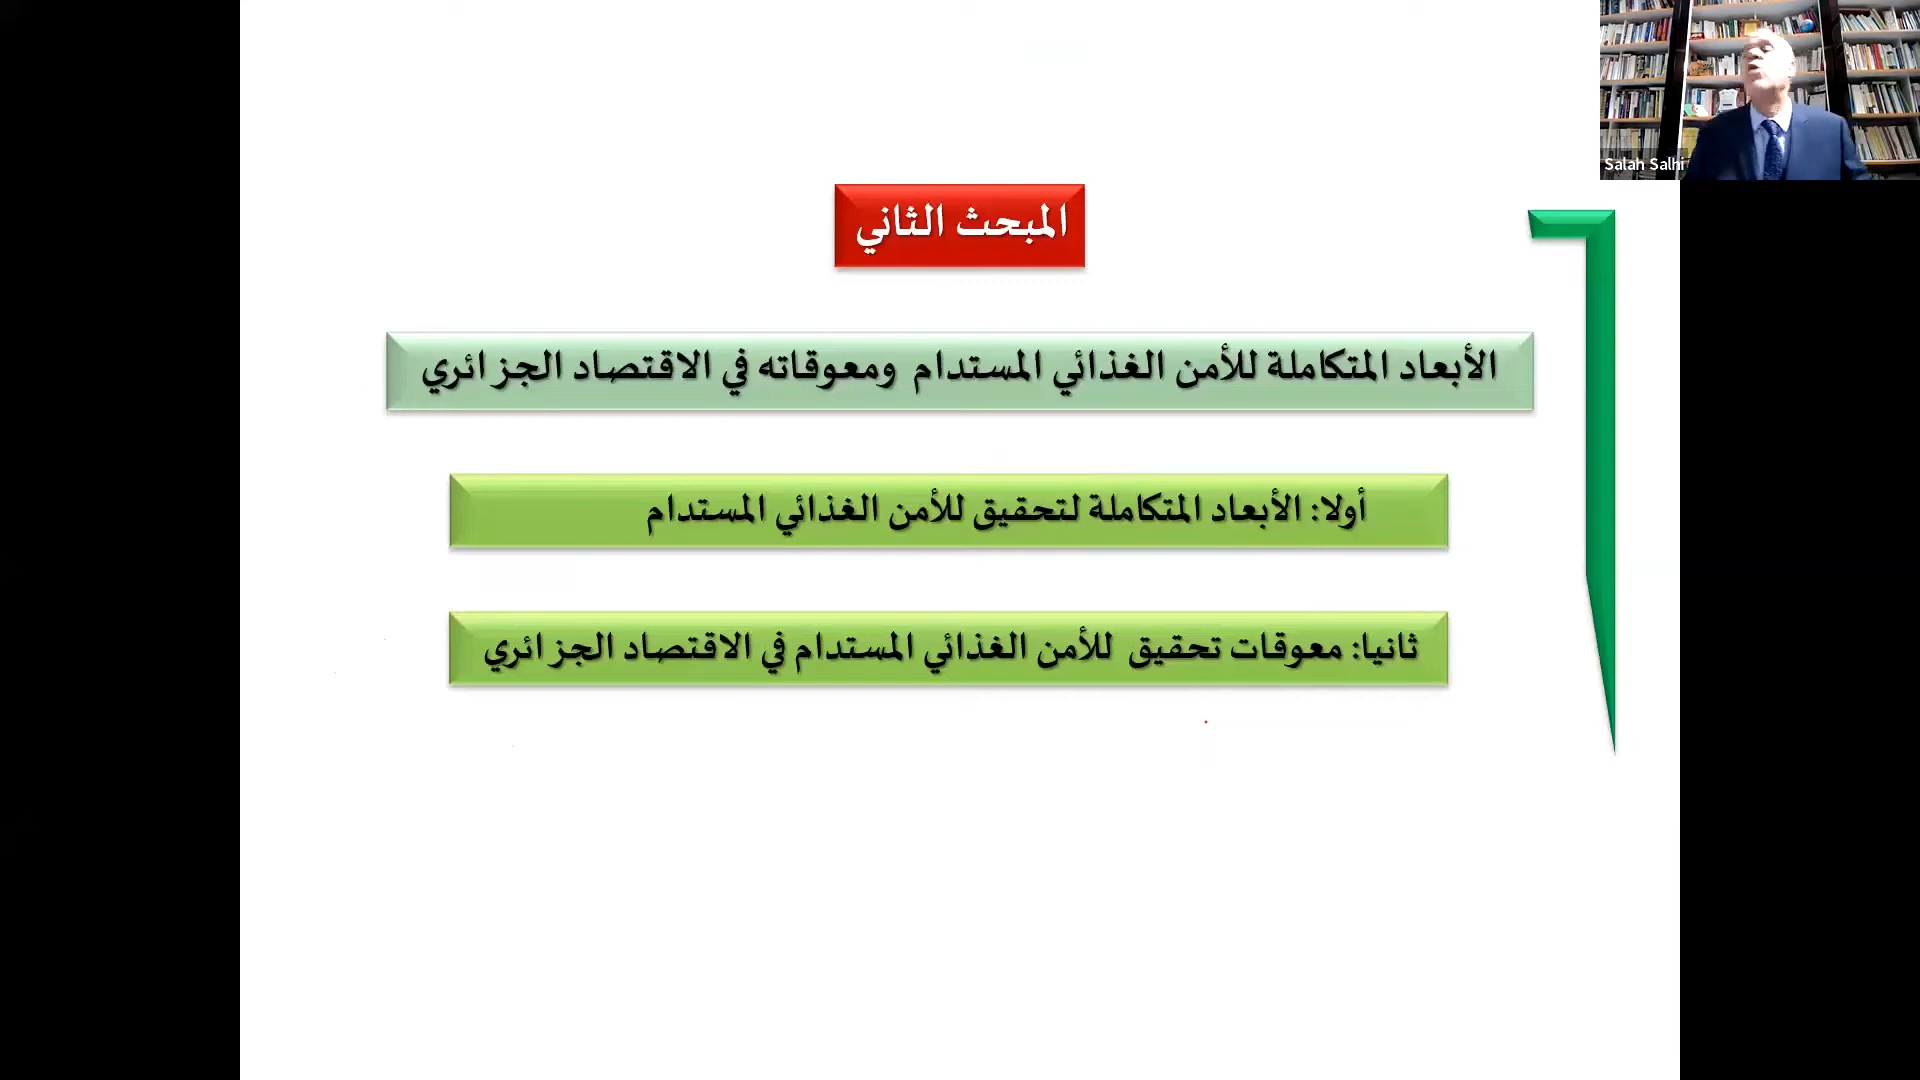 Salah Salhi
المبحث الثاني
الأبعاد المتكاملة للأمن الغذائي المستدام ومعوقاته في الاقتصاد الجزائري
أولا: الأبعاد المتكاملة لتحقيق للأمن الغذائي المستدام
ثانيا: معوقات تحقيق للأمن الغذائي المستدام في الاقتصاد الجزائري